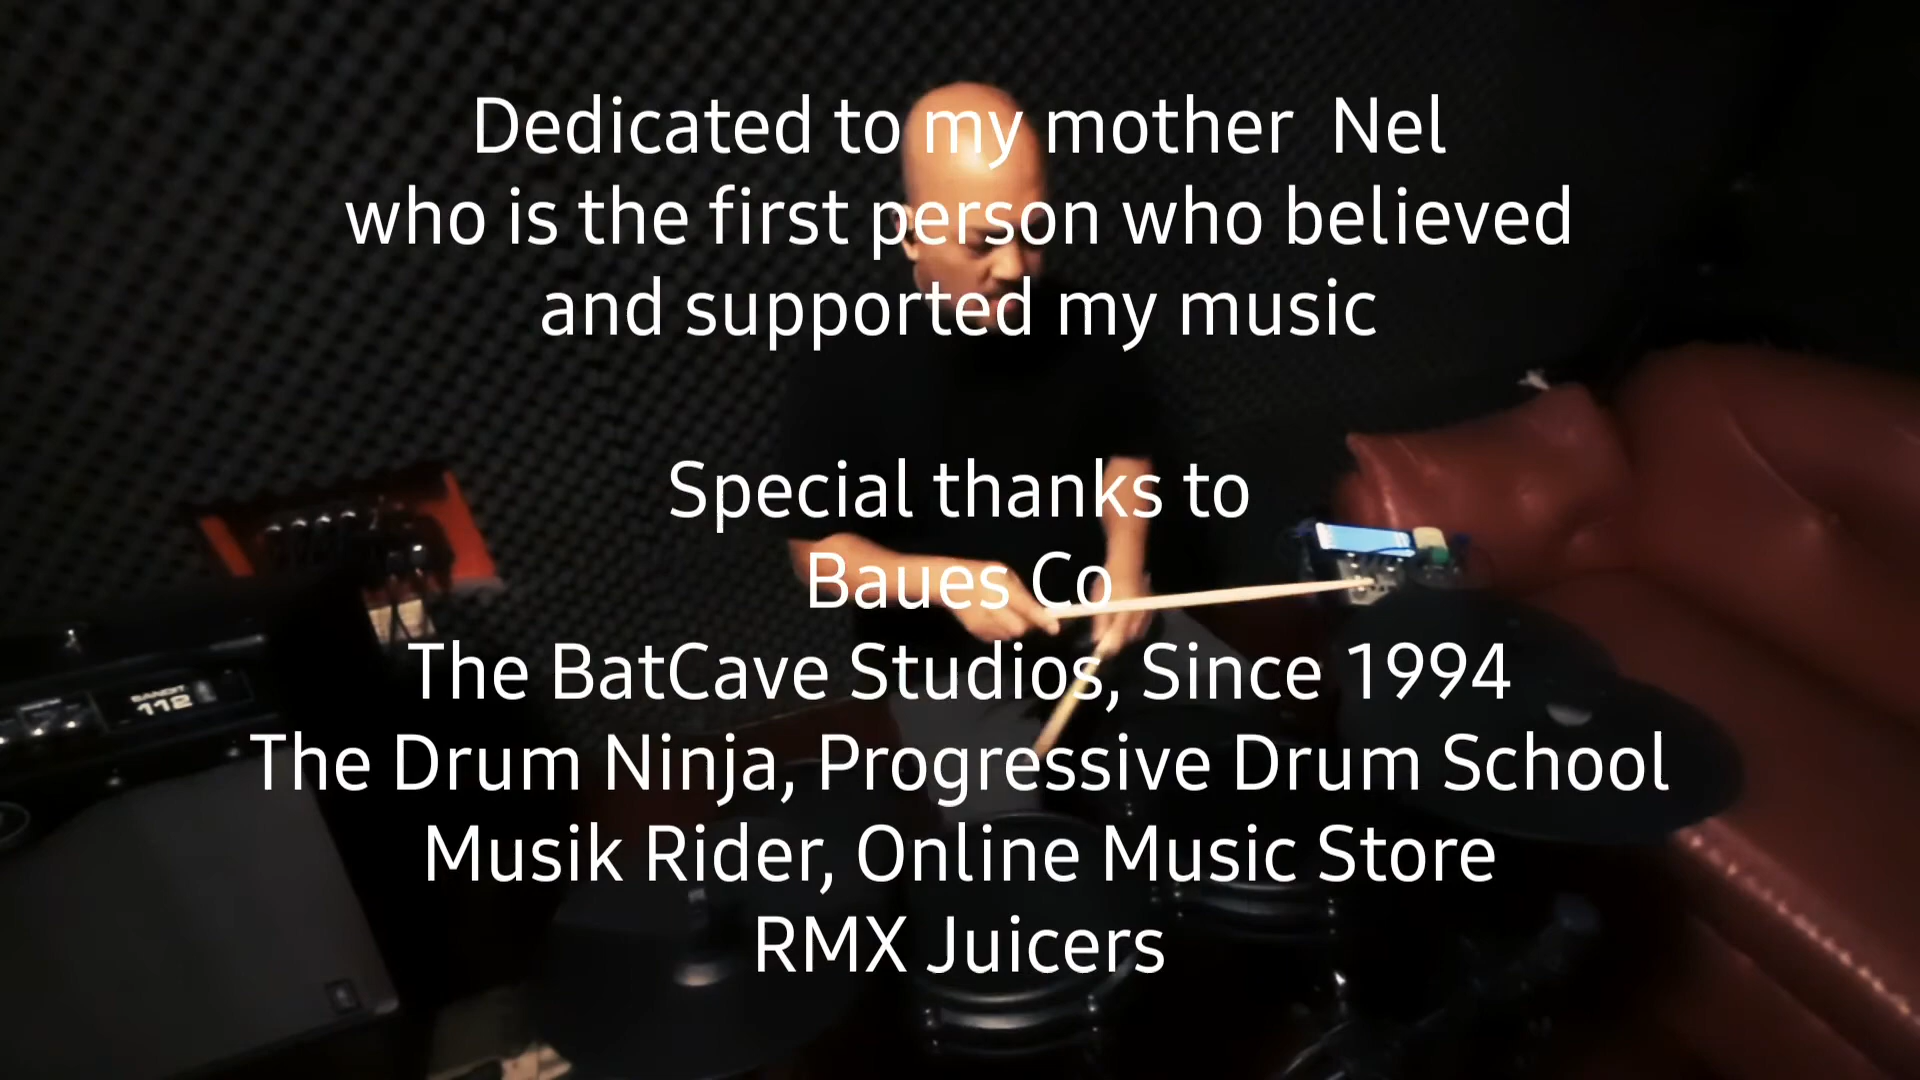 Dedicated to my mother  Nel
who is the first person who believed
and supported my music
Special thanks to
Baues Co
The BatCave Studios, Since 1994
The Drum Ninja, Progressive Drum School
Musik Rider, Online Music Store
RMX Juicers
BANDIT
112